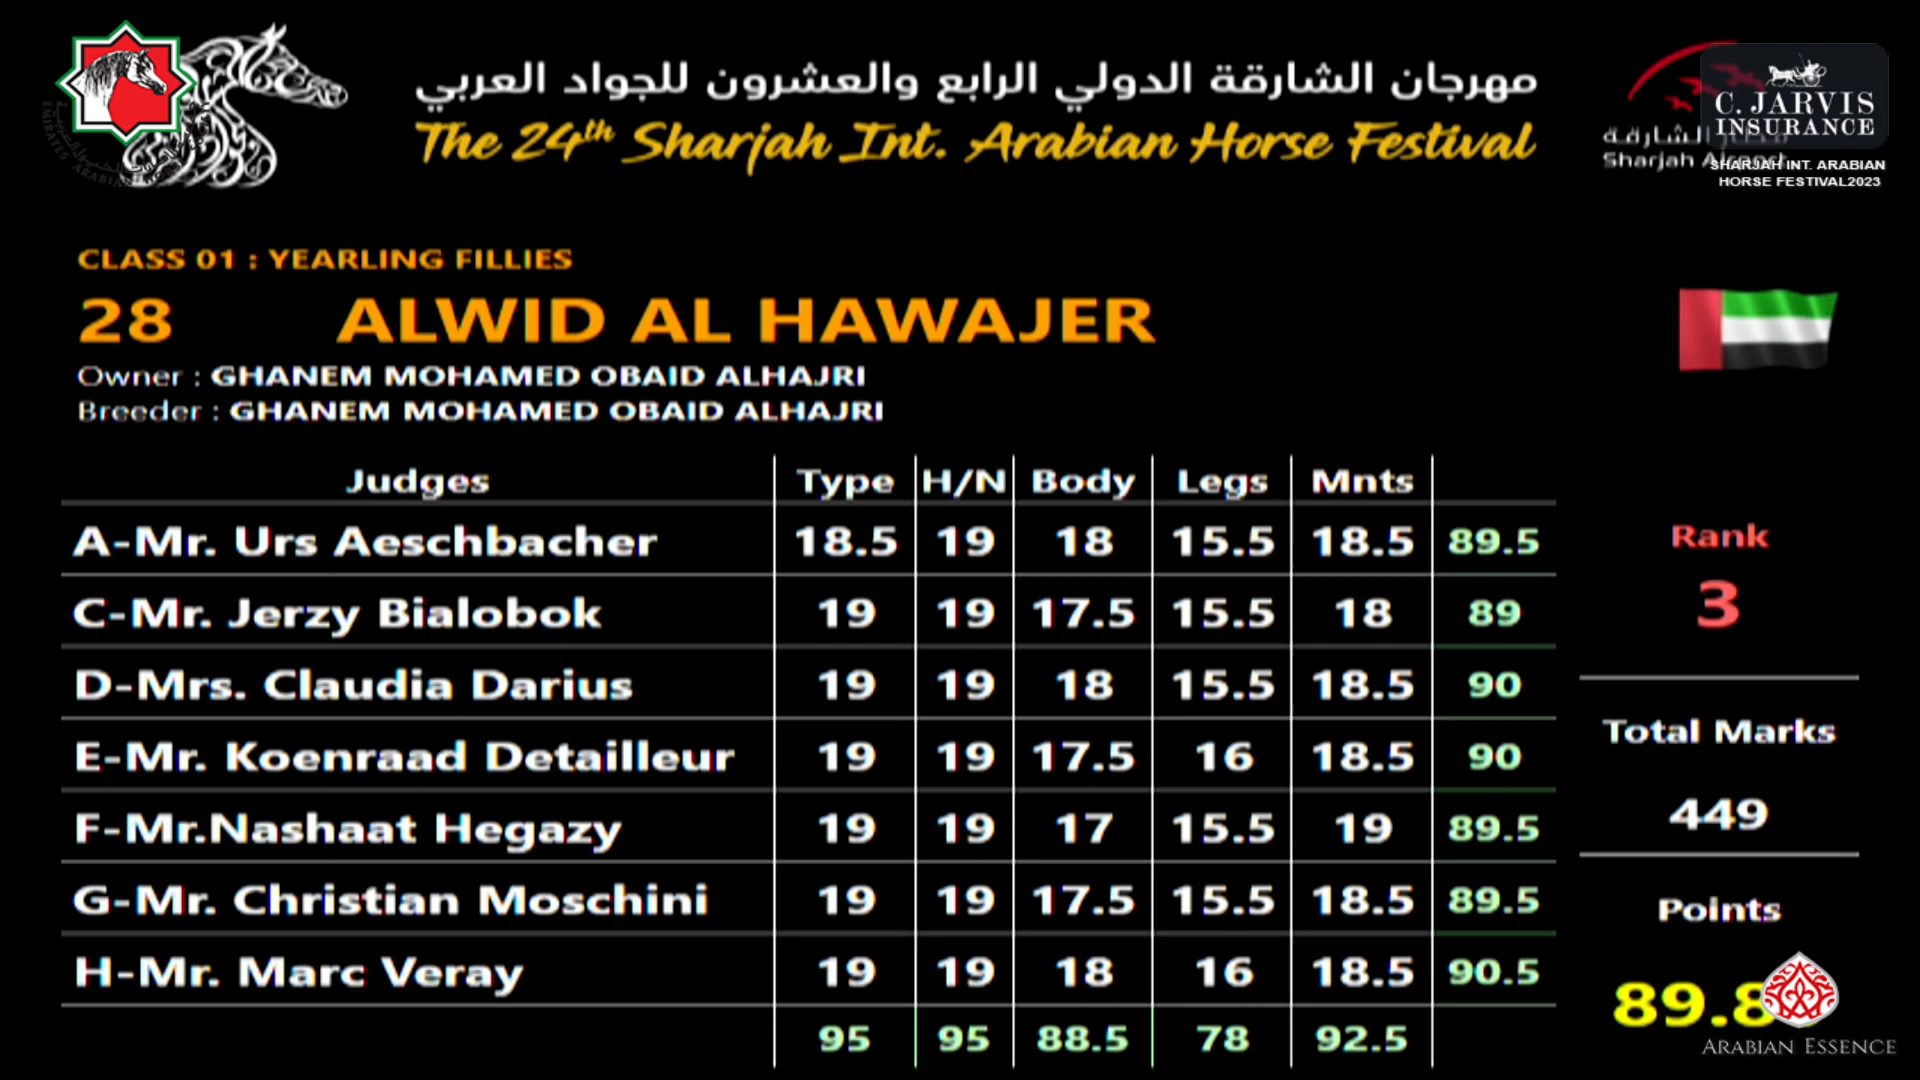 مهرجان الشارقة الدولي الرابع والعشرون للجواد العربي
The 24th Sharjah Int. Arabian Horse Festival
C. JARVIS
INSURANCE
الشارقة
Sharjah
SHARJAH INT. ARABIAN
HORSE FESTIVAL2023
EMIRATES ARABIAN
CLASS 01 : YEARLING FILLIES
28 ALWID AL HAWAJER
Owner : GHANEM MOHAMED OBAID ALHAJRI
Breeder : GHANEM MOHAMED OBAID ALHAJRI
Judges Type H/N Body Legs Mnts
A-Mr. Urs Aeschbacher 18.5 19 18 15.5 18.5 89.5
C-Mr. Jerzy Bialobok 19 19 17.5 15.5 18 89
D-Mrs. Claudia Darius 19 19 18 15.5 18.5 90
E-Mr. Koenraad Detailleur 19 19 17.5 16 18.5 90
F-Mr.Nashaat Hegazy 19 19 17 15.5 19 89.5
G-Mr. Christian Moschini 19 19 17.5 15.5 18.5 89.5
H-Mr. Marc Veray 19 19 18 16 18.5 90.5
95 95 88.5 78 92.5
Rank
3
Total Marks
449
Points
89.8
ARABIAN ESSENCE